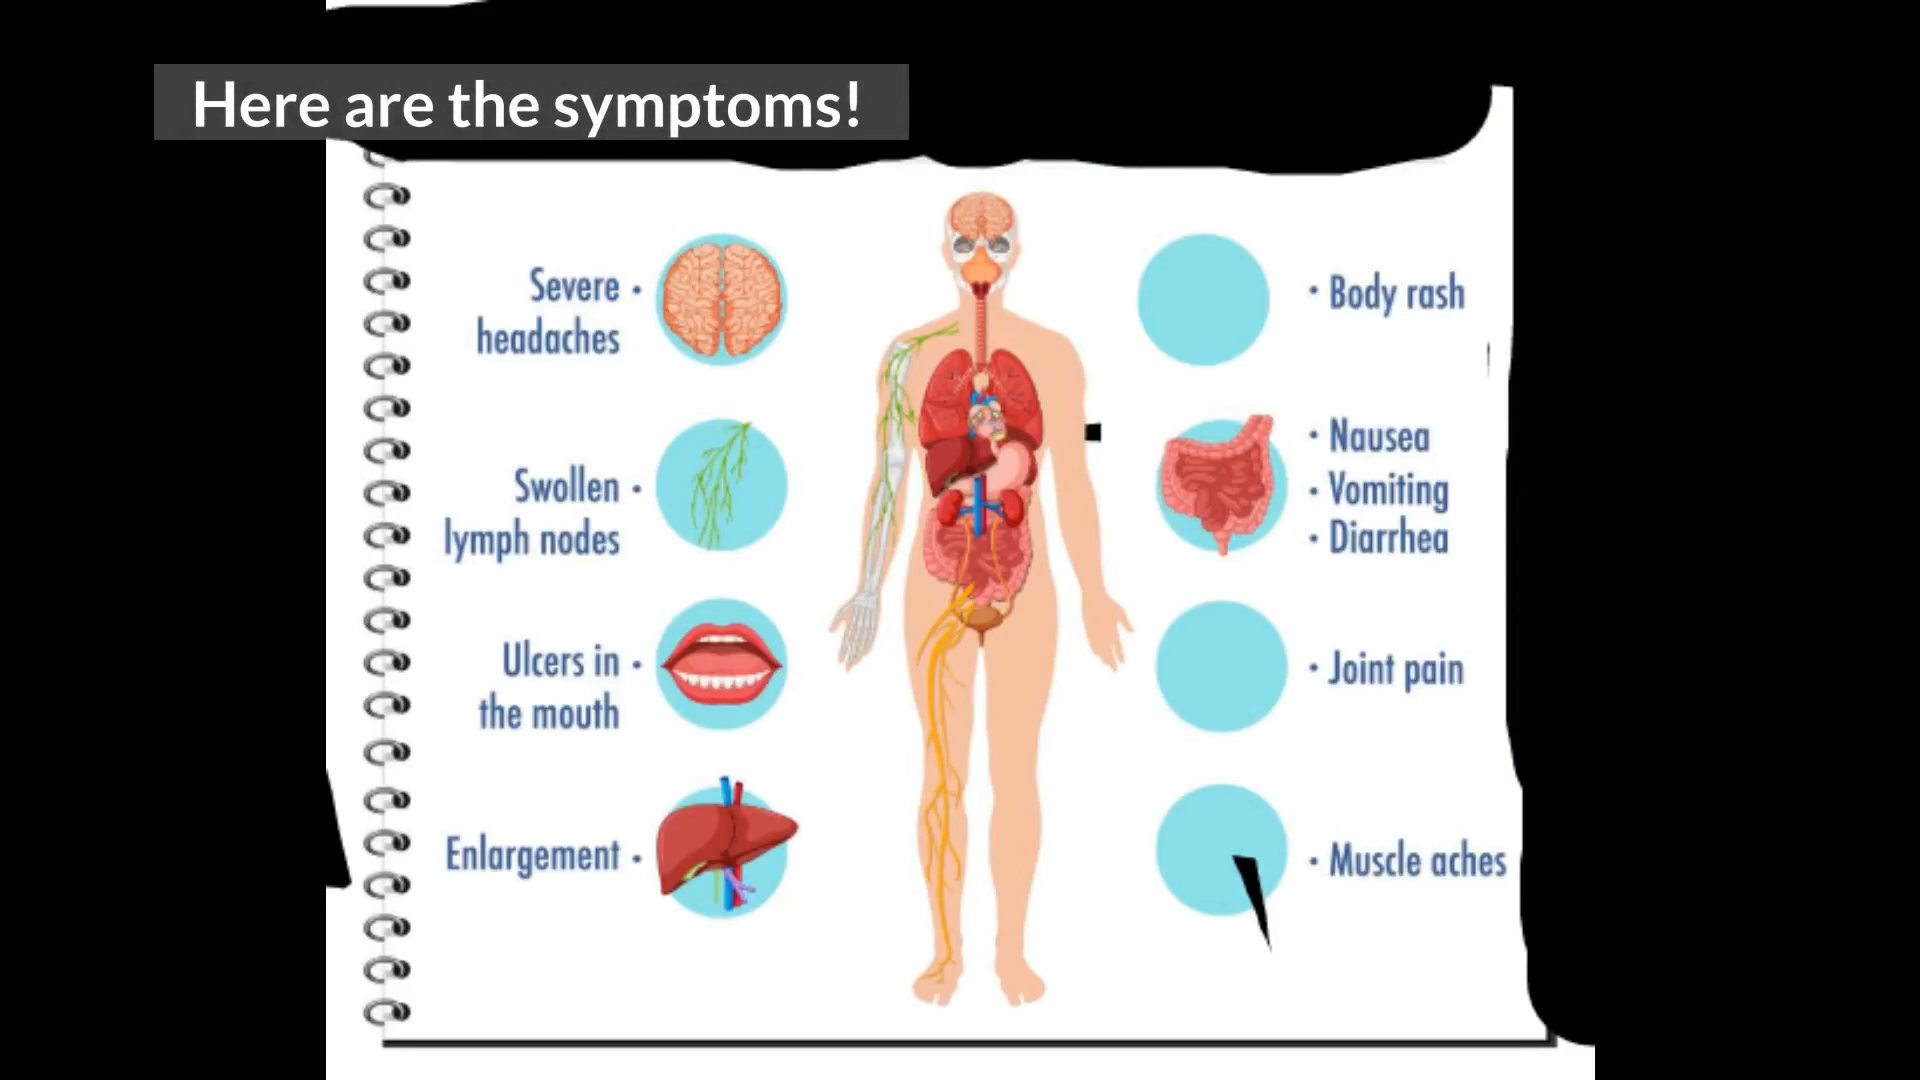 Here are the symptoms!
Severe •
headaches
Swollen •
lymph nodes
Ulcers in •
the mouth
Enlargement •
• Body rash
• Nausea
• Vomiting
• Diarrhea
• Joint pain
• Muscle aches